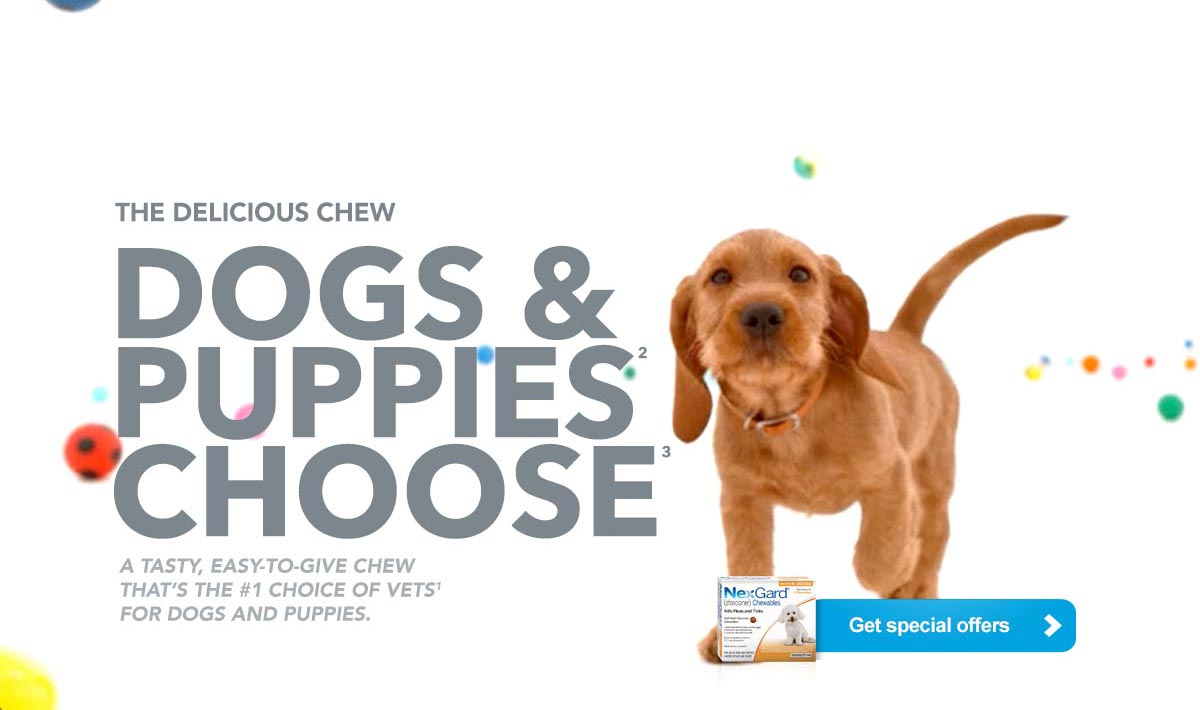 THE DELICIOUS CHEW
DOGS &
PUPPIES²
CHOOSE³
A TASTY, EASY-TO-GIVE CHEW
THAT'S THE #1 CHOICE OF VETS¹
FOR DOGS AND PUPPIES.
NexGard®
(afoxolaner) Chewables
Kills Fleas and Ticks
Get special offers